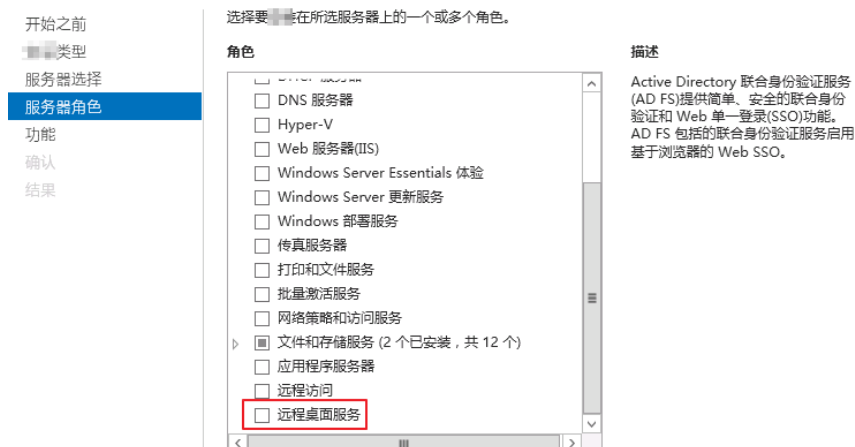 开始之前
类型
服务器选择
服务器角色
功能
确认
结果
选择要在所选服务器上的一个或多个角色。
角色
DNS 服务器
Hyper-V
Web 服务器(IIS)
Windows Server Essentials 体验
Windows Server 更新服务
Windows 部署服务
传真服务器
打印和文件服务
批量激活服务
网络策略和访问服务
文件和存储服务 (2 个已安装，共 12 个)
应用程序服务器
远程访问
远程桌面服务
描述
Active Directory 联合身份验证服务
(AD FS)提供简单、安全的联合身份
验证和 Web 单一登录(SSO)功能。
AD FS 包括的联合身份验证服务启用
基于浏览器的 Web SSO。